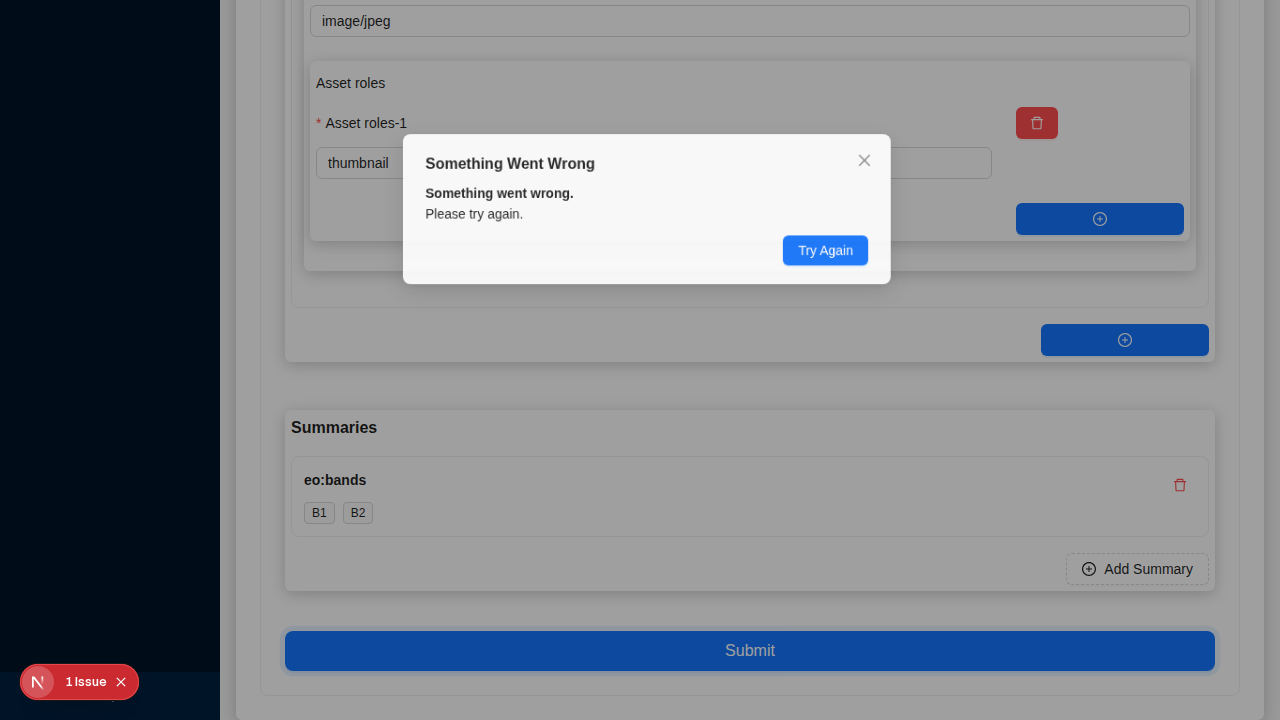 image/jpeg
Asset roles
* Asset roles-1
thumbnail
Something Went Wrong
Something went wrong.
Please try again.
Try Again
Summaries
eo:bands
B1 B2
Add Summary
Submit
N 1 Issue